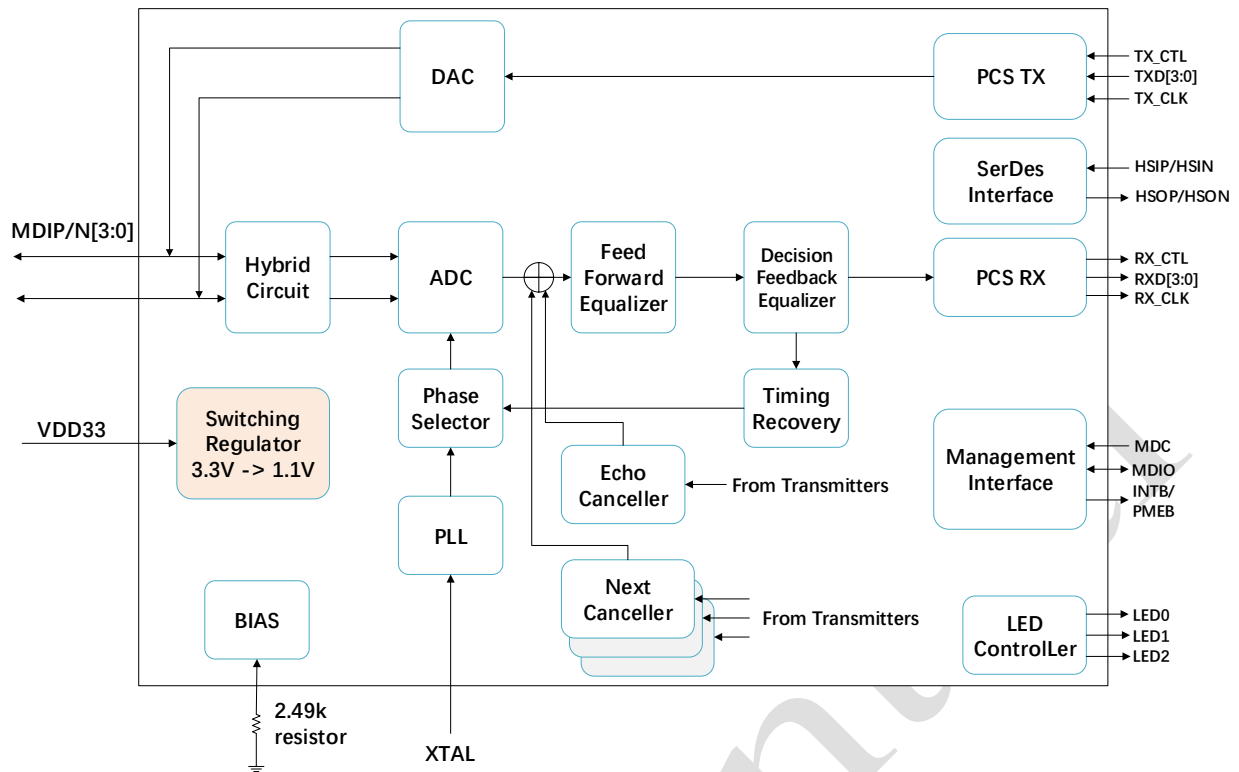 DAC
PCS TX
TX_CTL
TXD[3:0]
TX_CLK
SerDes
Interface
HSIP/HSIN
HSOP/HSON
MDIP/N[3:0]
Hybrid
Circuit
ADC
Feed
Forward
Equalizer
Decision
Feedback
Equalizer
PCS RX
RX_CTL
RXD[3:0]
RX_CLK
Phase
Selector
Timing
Recovery
VDD33
Switching
Regulator
3.3V -> 1.1V
Echo
Canceller
From Transmitters
Management
Interface
MDC
MDIO
INTB/
PMEB
PLL
BIAS
Next
Canceller
From Transmitters
LED
ControlLer
LED0
LED1
LED2
2.49k
resistor
XTAL